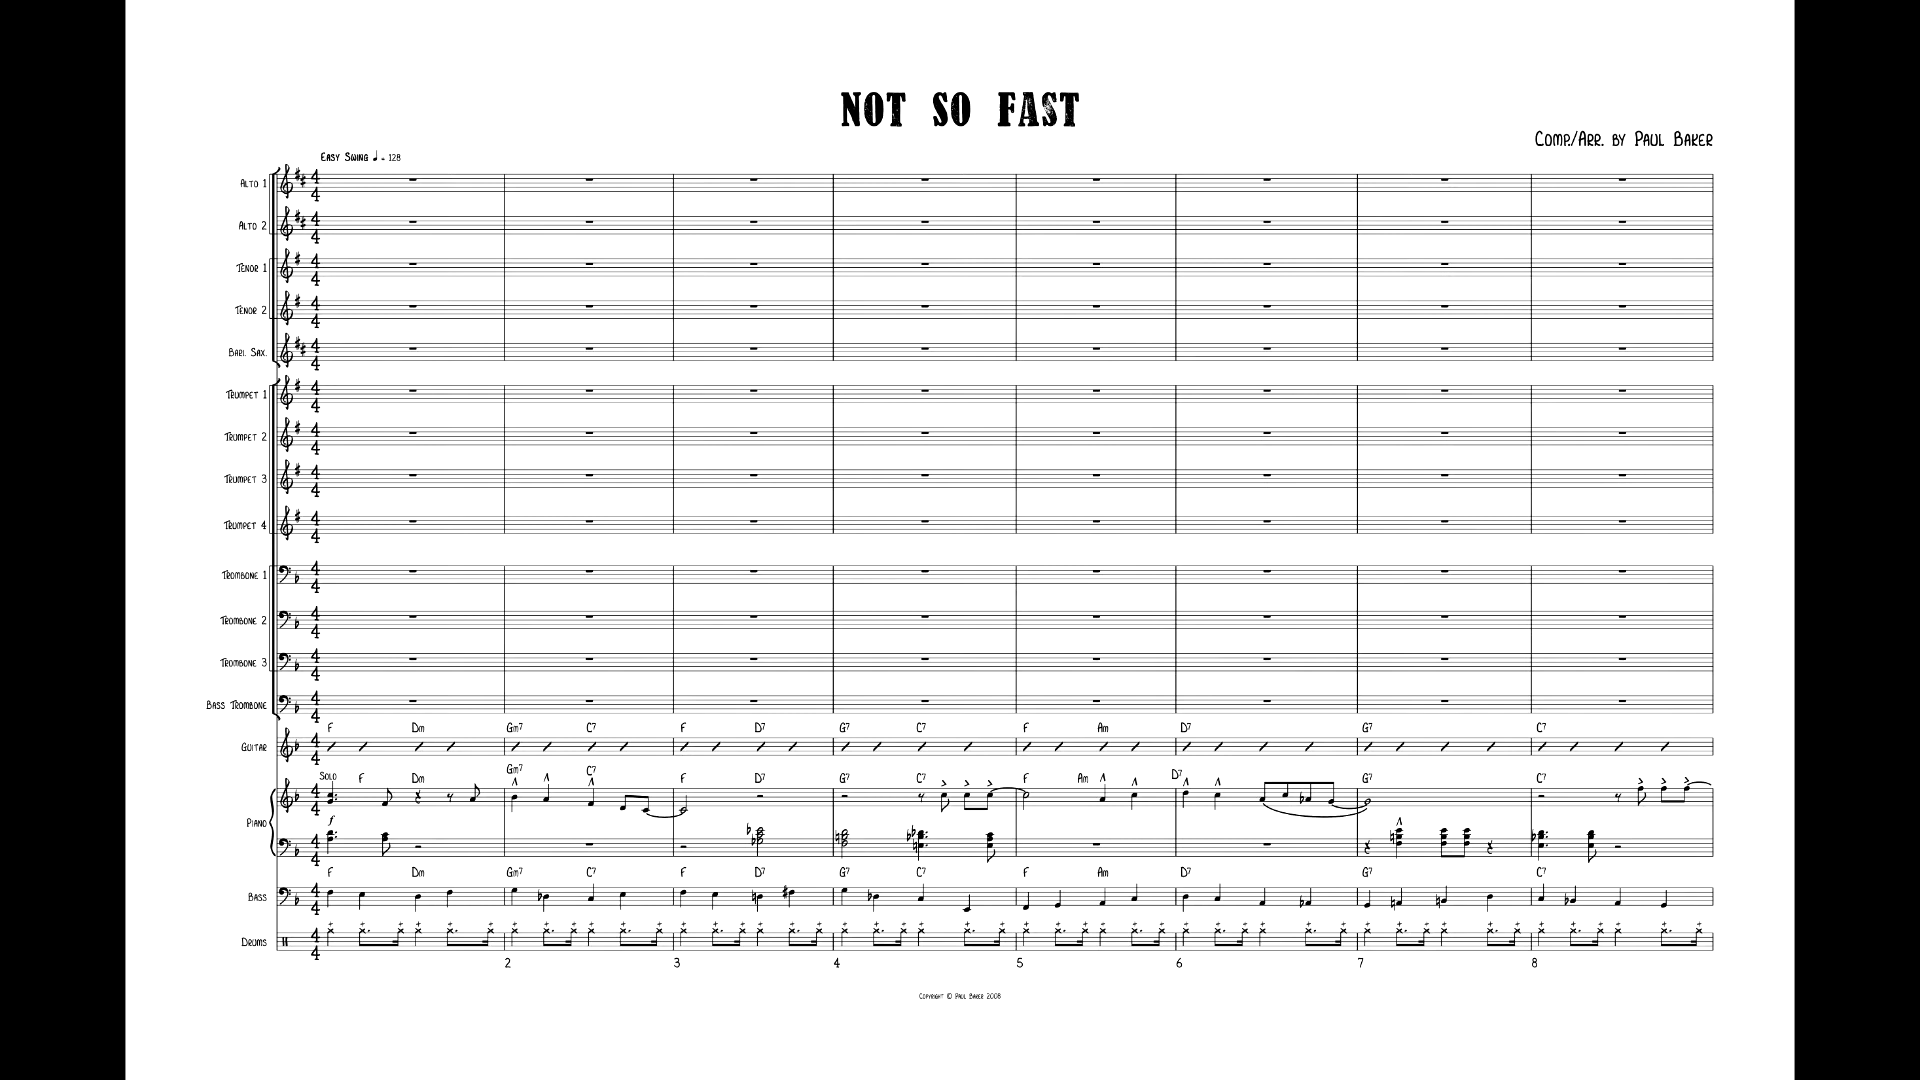 NOT SO FAST
COMP./ARR. BY PAUL BAKER
EASY SWING ♩ = 128
ALTO 1
ALTO 2
TENOR 1
TENOR 2
BARI. SAX.
TRUMPET 1
TRUMPET 2
TRUMPET 3
TRUMPET 4
TROMBONE 1
TROMBONE 2
TROMBONE 3
BASS TROMBONE
F Dm Gm7 C7 F D7 G7 C7 F Am D7 G7 C7
GUITAR
SOLO F Dm Gm7 C7 F D7 G7 C7 F Am D7 G7 C7
PIANO
f
F Dm Gm7 C7 F D7 G7 C7 F Am D7 G7 C7
BASS
DRUMS
2 3 4 5 6 7 8
COPYRIGHT © PAUL BAKER 2008